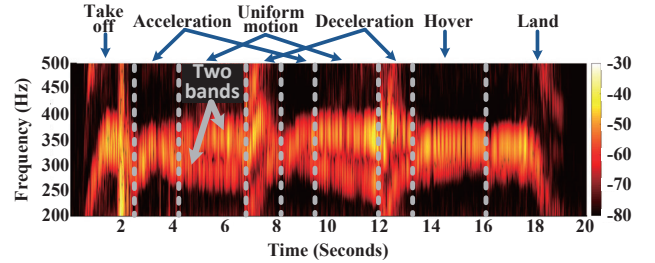 Take off
Acceleration
Uniform motion
Deceleration
Hover
Land
Two bands
Frequency (Hz)
500
450
400
350
300
250
200
2
4
6
8
10
12
14
16
18
20
Time (Seconds)
-30
-40
-50
-60
-70
-80